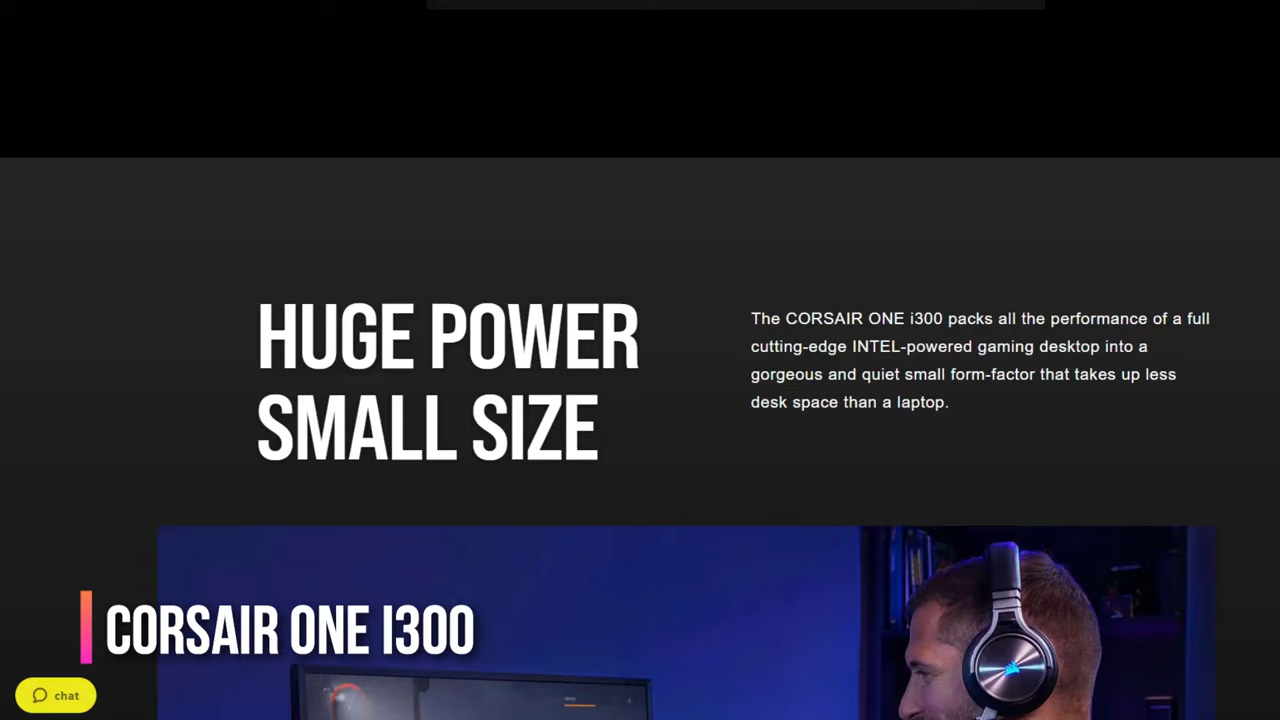 HUGE POWER
SMALL SIZE
The CORSAIR ONE i300 packs all the performance of a full
cutting-edge INTEL-powered gaming desktop into a
gorgeous and quiet small form-factor that takes up less
desk space than a laptop.
CORSAIR ONE I300
chat